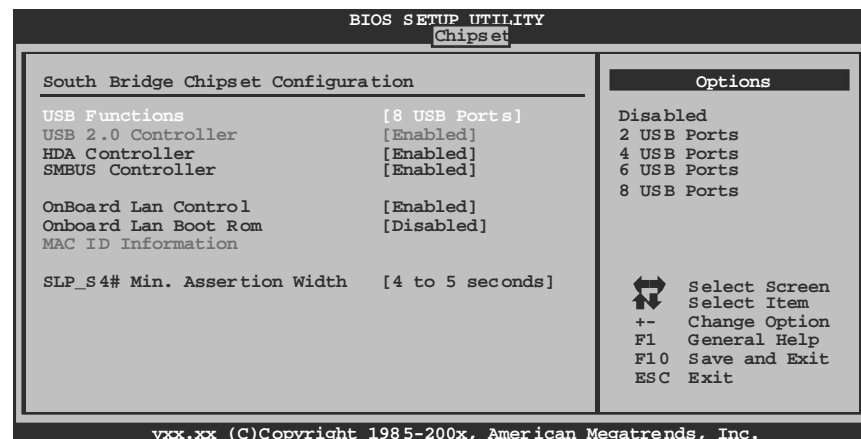 BIOS SETUP UTILITY
Chipset
South Bridge Chipset Configuration
USB Functions [8 USB Ports]
USB 2.0 Controller [Enabled]
HDA Controller [Enabled]
SMBUS Controller [Enabled]
OnBoard Lan Control [Enabled]
Onboard Lan Boot Rom [Disabled]
MAC ID Information
SLP_S4# Min. Assertion Width [4 to 5 seconds]
Options
Disabled
2 USB Ports
4 USB Ports
6 USB Ports
8 USB Ports
Select Screen
Select Item
+- Change Option
F1 General Help
F10 Save and Exit
ESC Exit
vxx.xx (C)Copyright 1985-200x, American Megatrends, Inc.